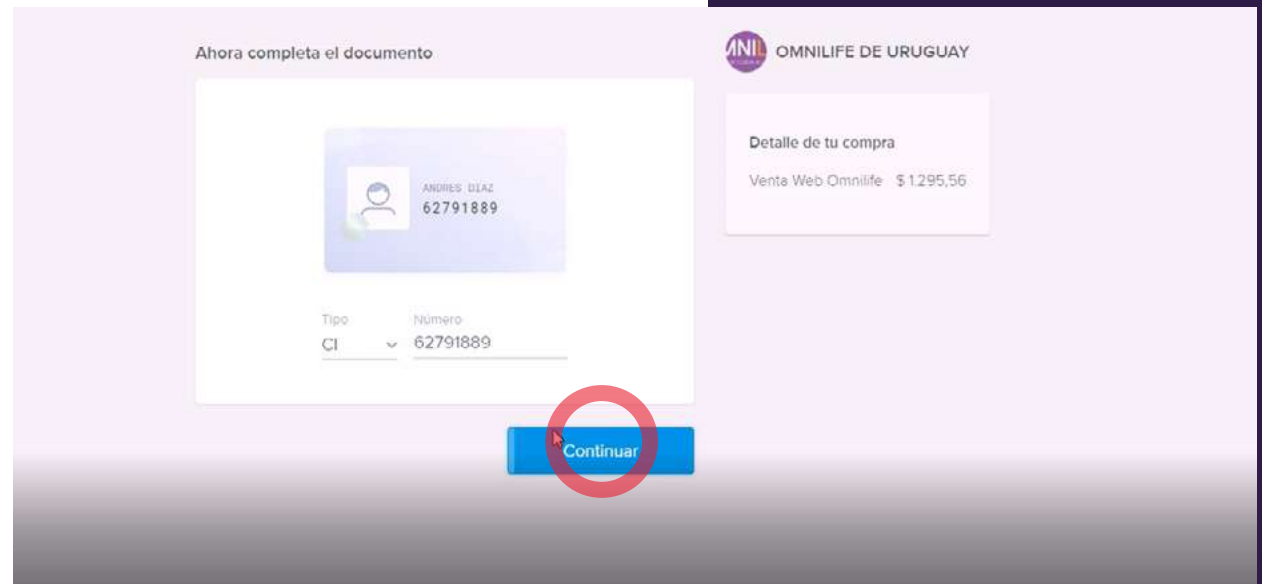 Ahora completa el documento
ANDRES DIAZ
62791889
Tipo
Número
CI
62791889
Continuar
OMNILIFE DE URUGUAY
Detalle de tu compra
Venta Web Omnilife $ 1.295,56